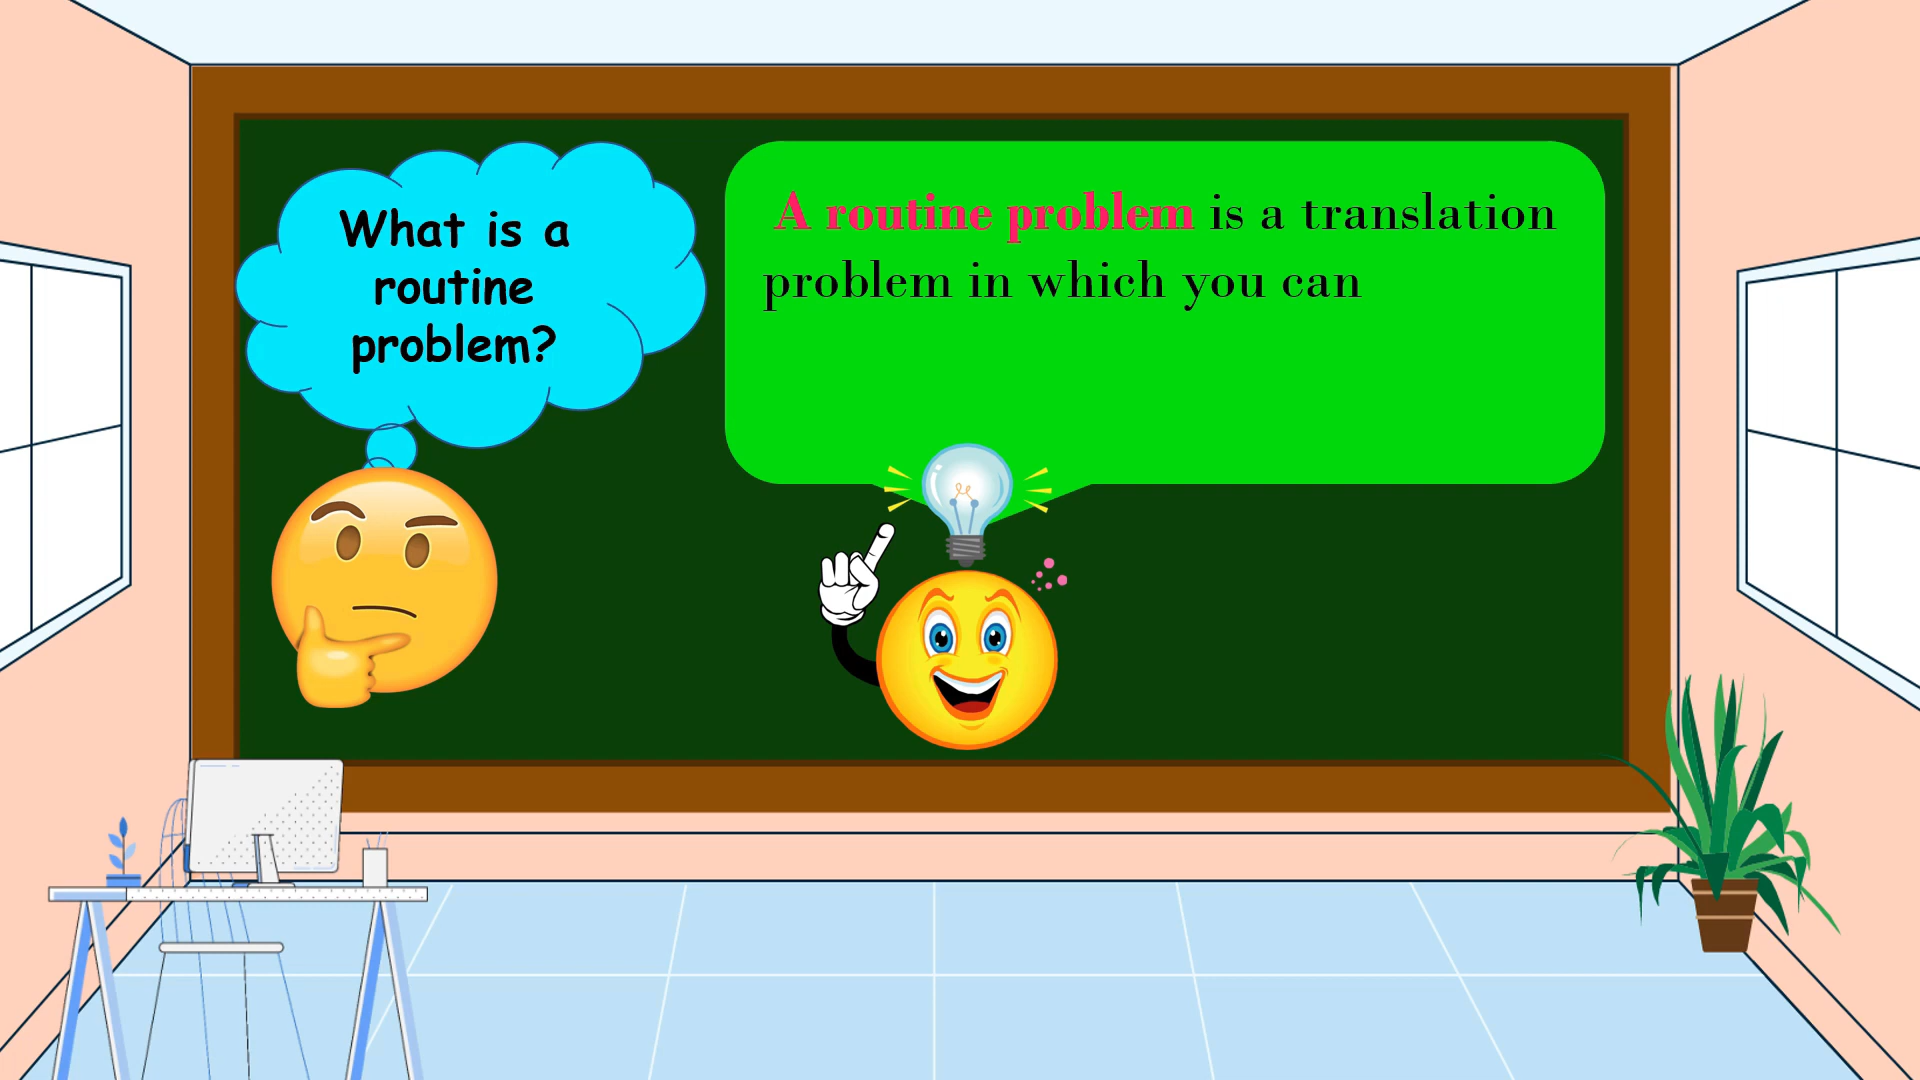 What is a
routine
problem?
A routine problem is a translation
problem in which you can